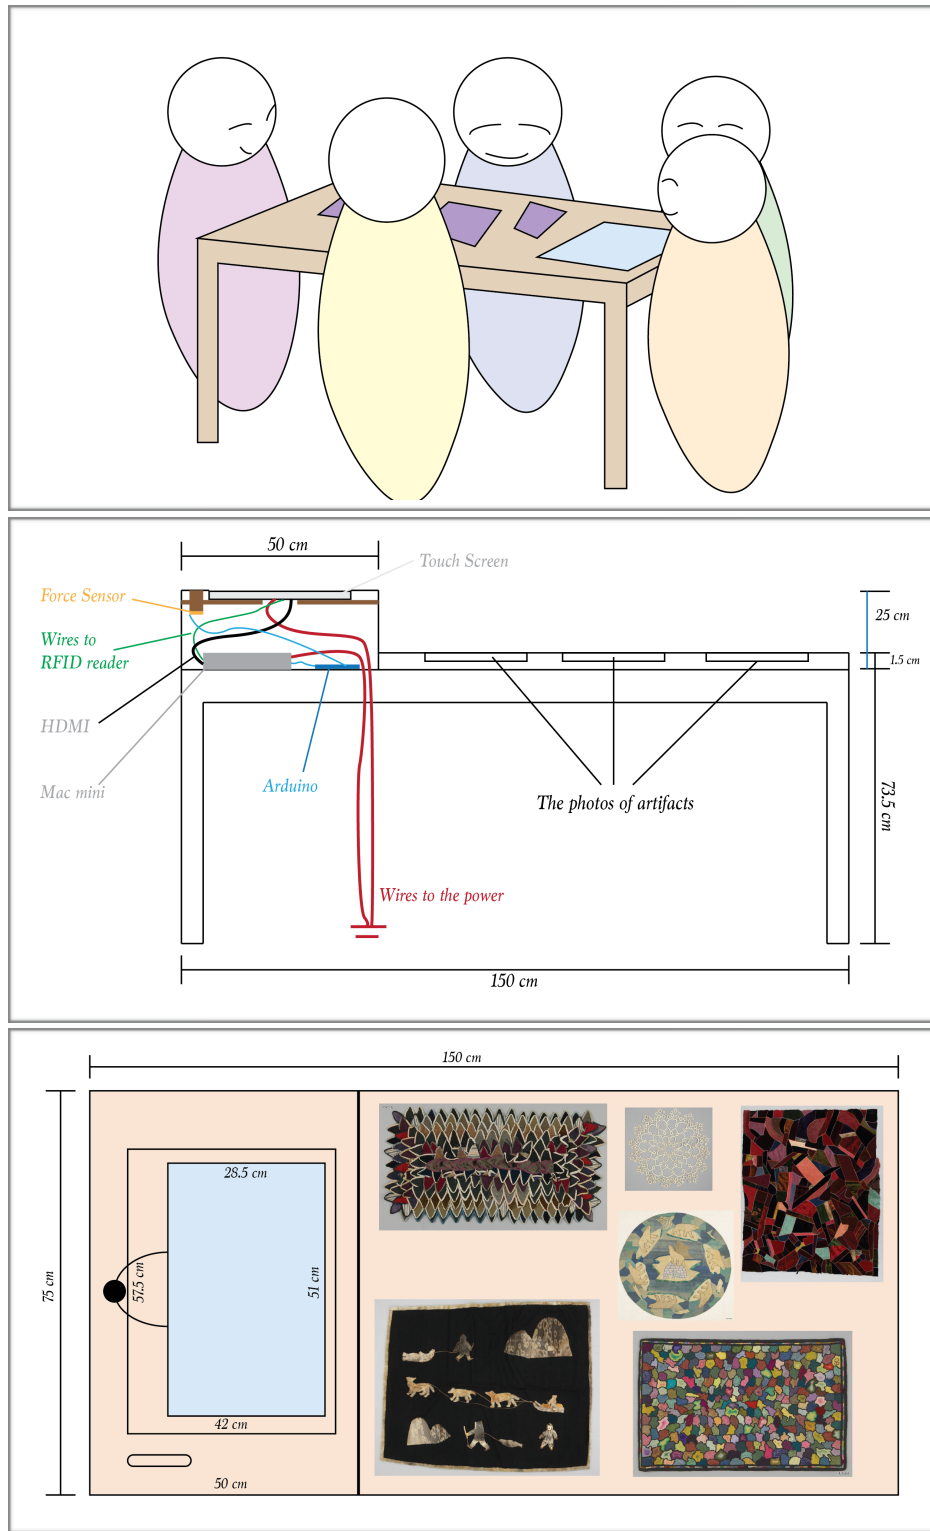 50 cm
Touch Screen
Force Sensor
25 cm
Wires to
RFID reader
1.5 cm
HDMI
Arduino
Mac mini
The photos of artifacts
73.5 cm
Wires to the power
150 cm
150 cm
28.5 cm
75 cm
57.5 cm
51 cm
42 cm
50 cm